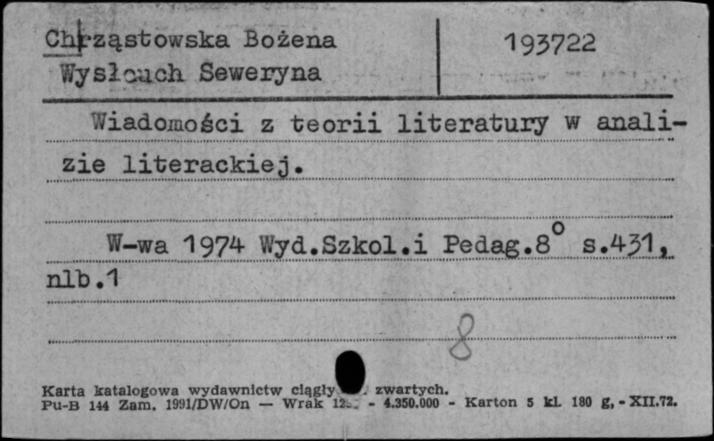 Chrząstowska Bożena 193722
Wysłouch Seweryna
Wiadomości z teorii literatury w anali-
zie literackiej.
W-wa 1974 Wyd.Szkol.i Pedag.8° s.431,
nlb.1
8
Karta katalogowa wydawnictw zwartych.
Pu-B 144 Zam. 1991/DW/On — Wrak - 4.350.000 - Karton 5 kl. 180 g, - XII.72.